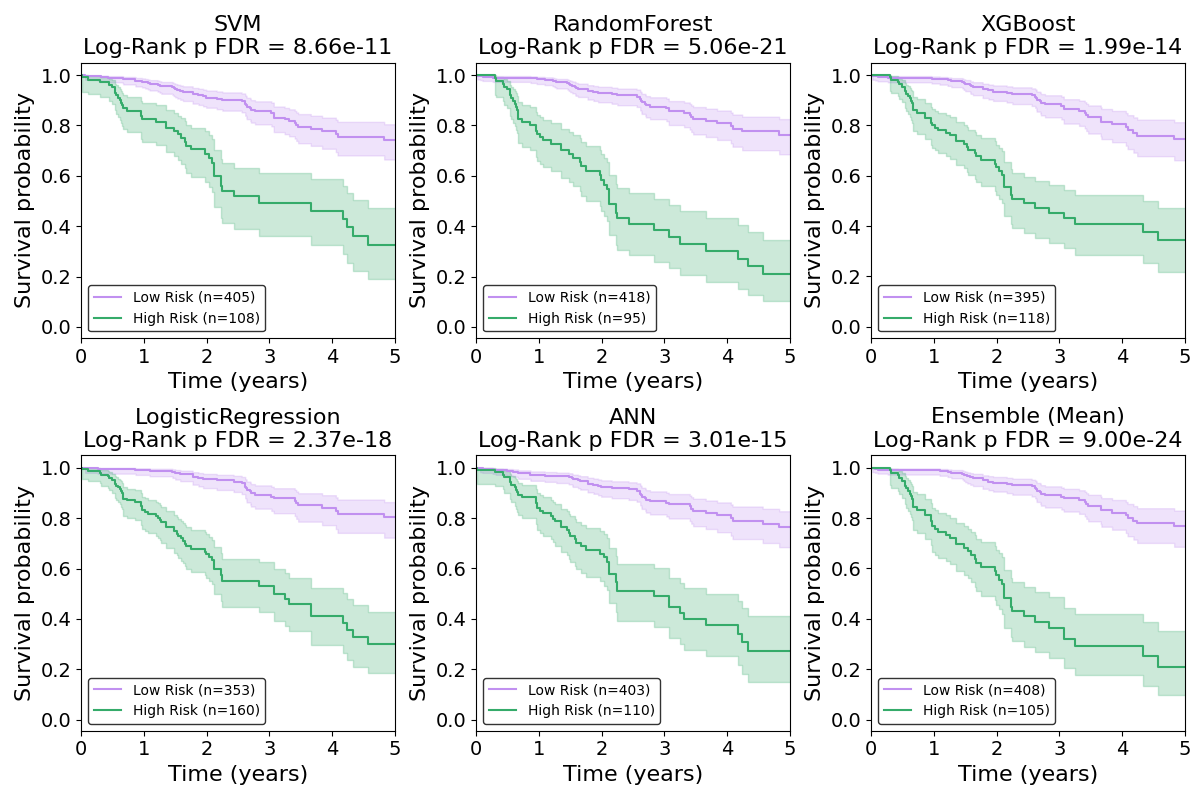 SVM
Log-Rank p FDR = 8.66e-11
Survival probability
1.0
0.8
0.6
0.4
0.2
0.0
Low Risk (n=405)
High Risk (n=108)
0 1 2 3 4 5
Time (years)
RandomForest
Log-Rank p FDR = 5.06e-21
Survival probability
1.0
0.8
0.6
0.4
0.2
0.0
Low Risk (n=418)
High Risk (n=95)
0 1 2 3 4 5
Time (years)
XGBoost
Log-Rank p FDR = 1.99e-14
Survival probability
1.0
0.8
0.6
0.4
0.2
0.0
Low Risk (n=395)
High Risk (n=118)
0 1 2 3 4 5
Time (years)
LogisticRegression
Log-Rank p FDR = 2.37e-18
Survival probability
1.0
0.8
0.6
0.4
0.2
0.0
Low Risk (n=353)
High Risk (n=160)
0 1 2 3 4 5
Time (years)
ANN
Log-Rank p FDR = 3.01e-15
Survival probability
1.0
0.8
0.6
0.4
0.2
0.0
Low Risk (n=403)
High Risk (n=110)
0 1 2 3 4 5
Time (years)
Ensemble (Mean)
Log-Rank p FDR = 9.00e-24
Survival probability
1.0
0.8
0.6
0.4
0.2
0.0
Low Risk (n=408)
High Risk (n=105)
0 1 2 3 4 5
Time (years)